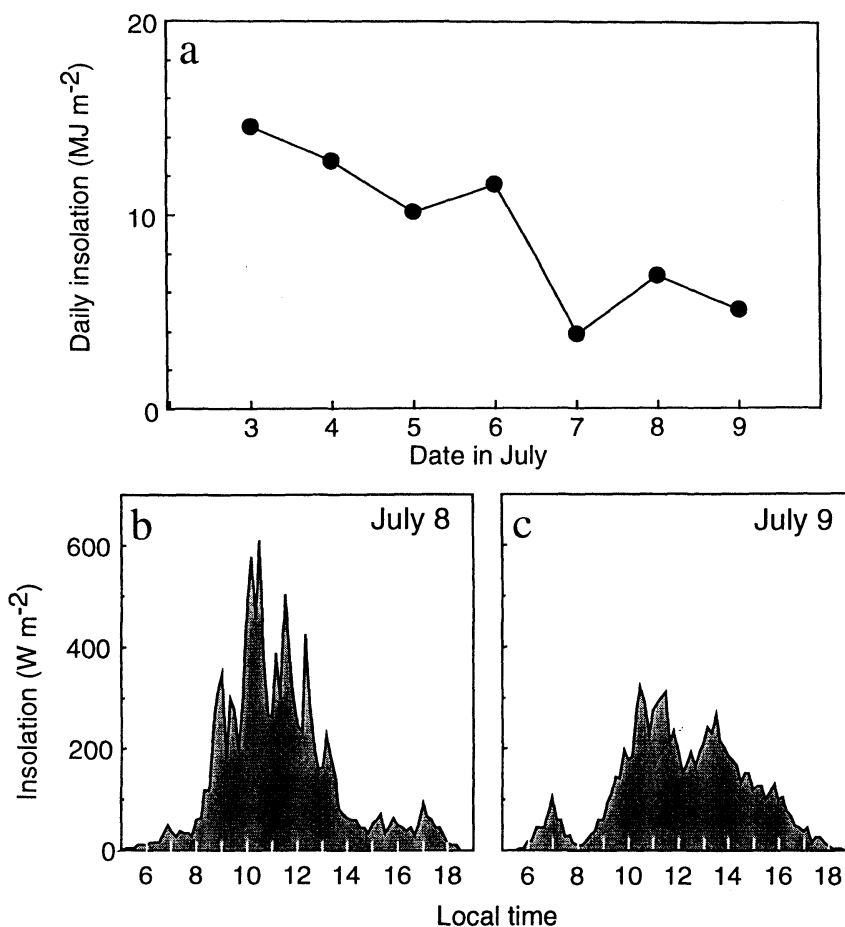 a
Daily insolation (MJ m-2)
20
10
0
3 4 5 6 7 8 9
Date in July
b
July 8
c
July 9
Insolation (W m-2)
600
400
200
0
6 8 10 12 14 16 18
6 8 10 12 14 16 18
Local time